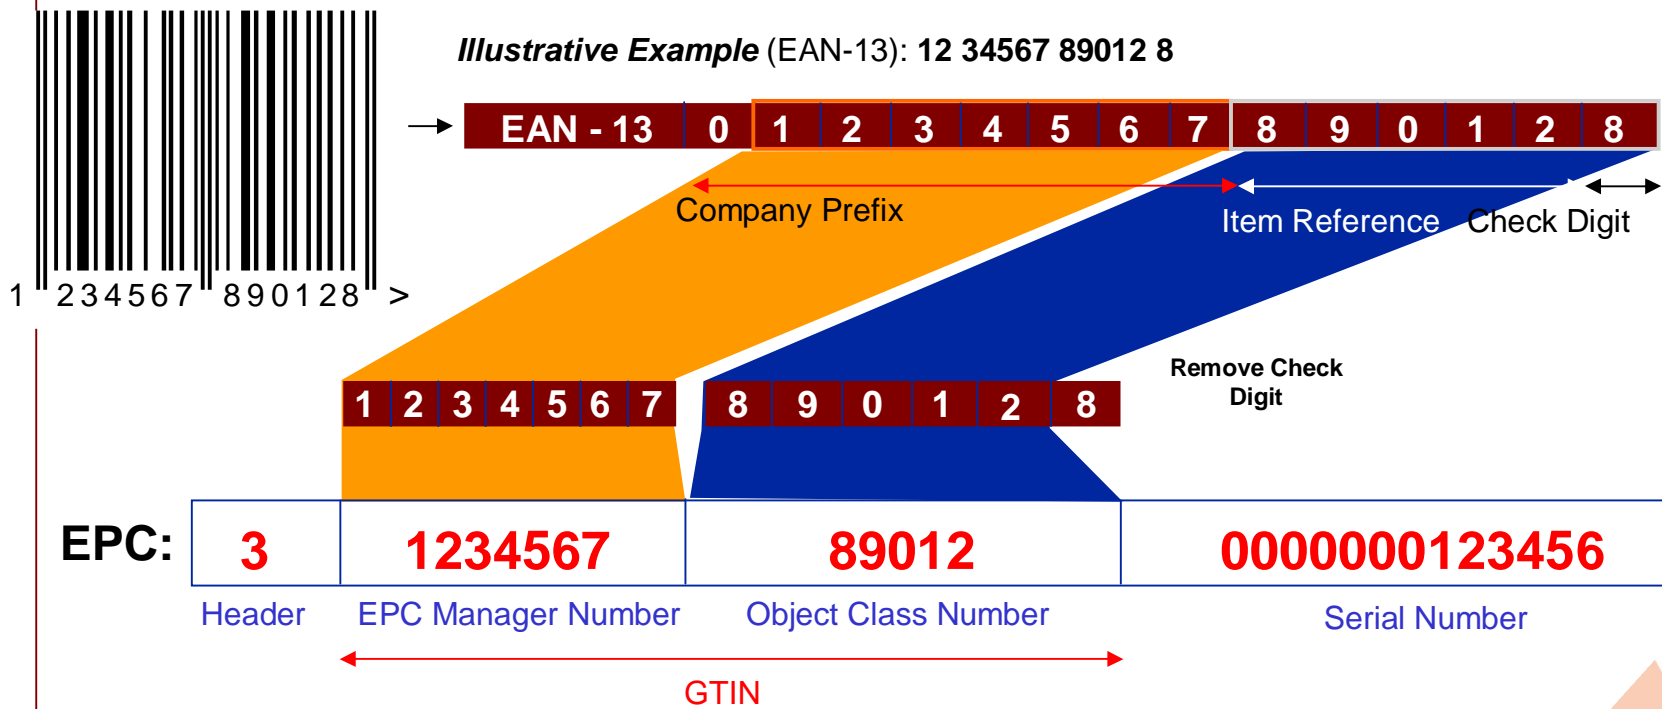 Illustrative Example (EAN-13): 12 34567 89012 8
EAN - 13 0 1 2 3 4 5 6 7 8 9 0 1 2 8
Company Prefix
Item Reference Check Digit
1 234567 890128 >
Remove Check
Digit
1 2 3 4 5 6 7 8 9 0 1 2 8
EPC: 3 1234567 89012 0000000123456
Header EPC Manager Number Object Class Number Serial Number
GTIN